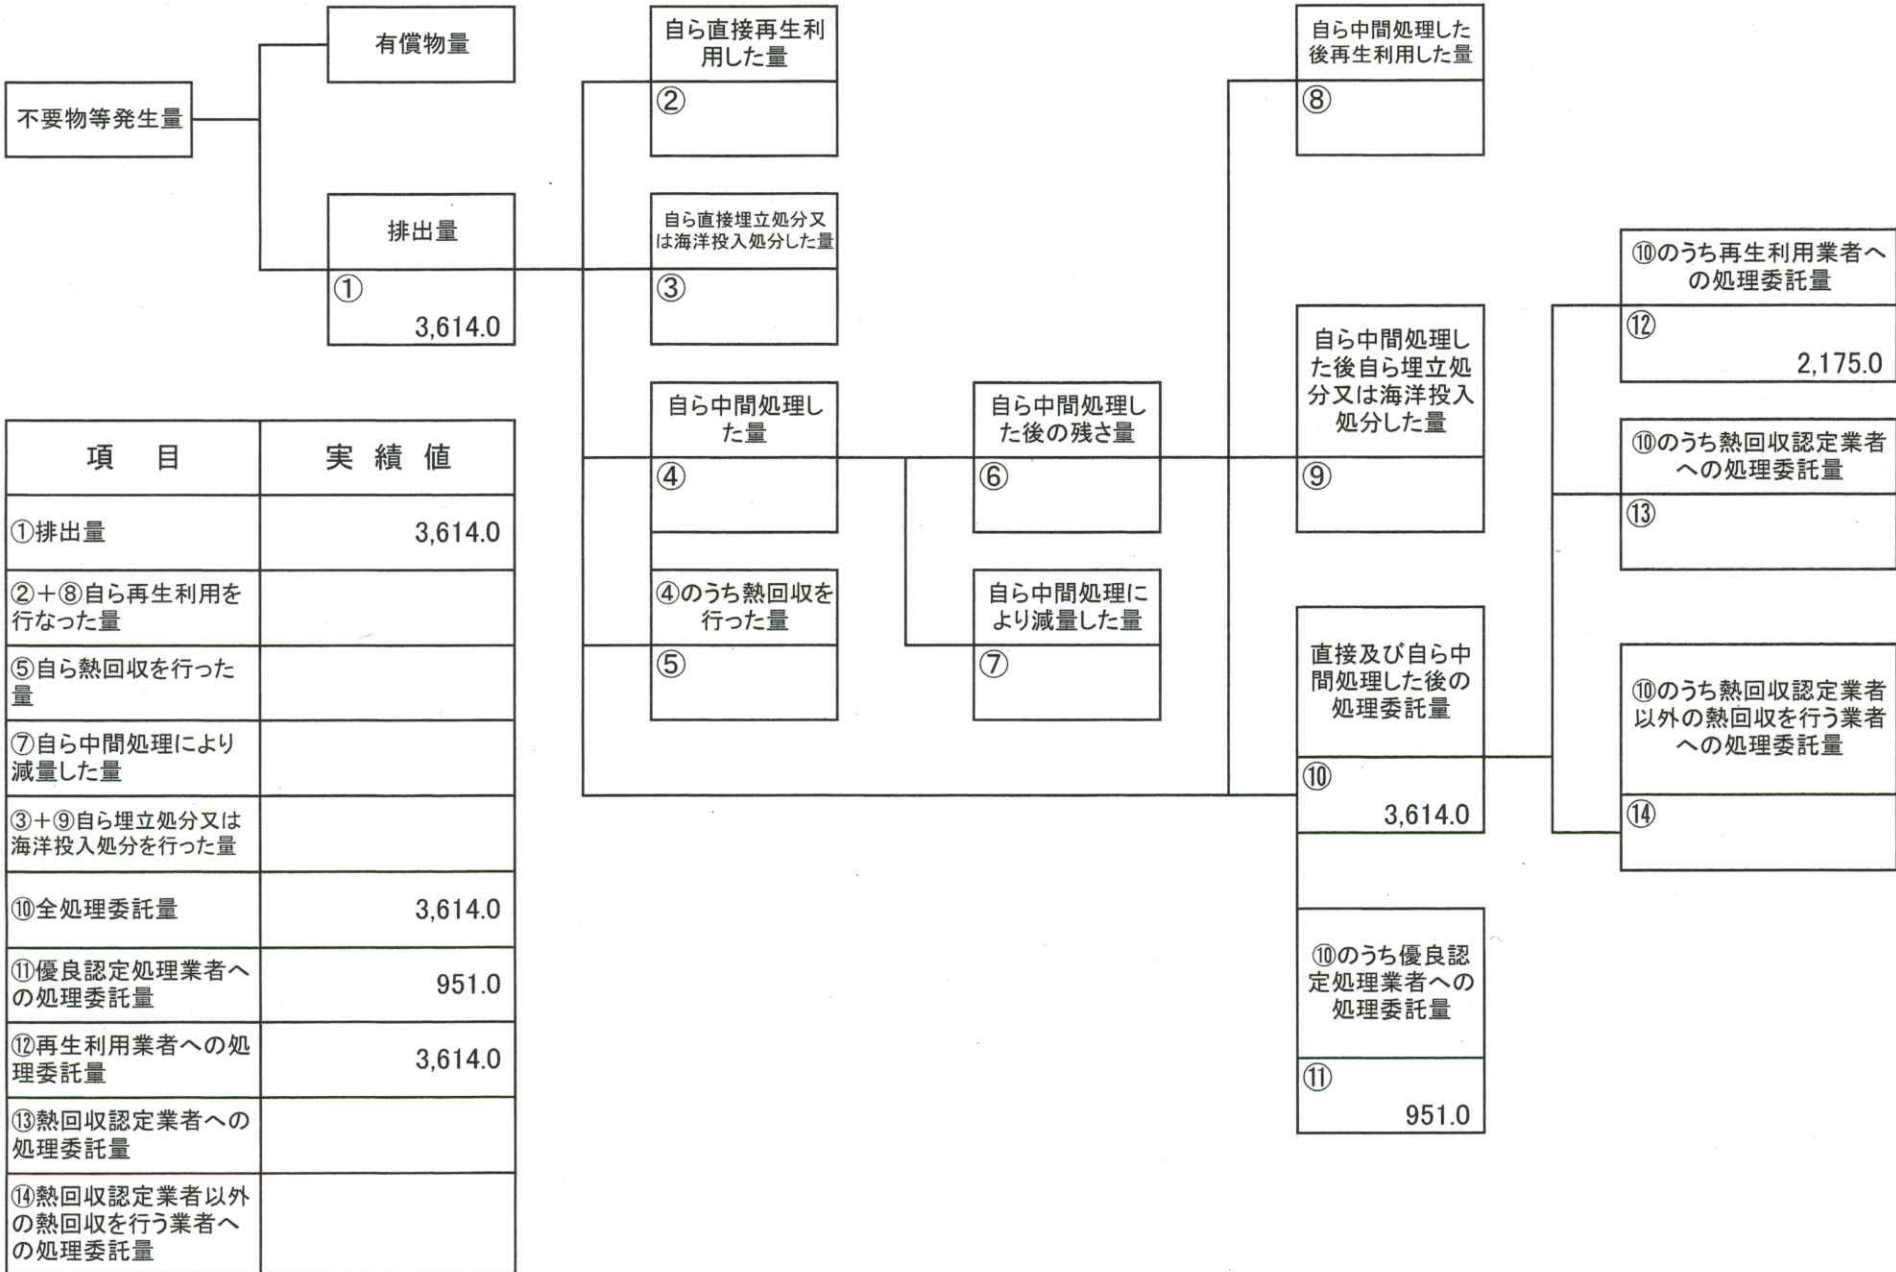 不要物等発生量
有償物量
排出量
①
3,614.0
自ら直接再生利
用した量
②
自ら直接埋立処分又
は海洋投入処分した量
③
自ら中間処理し
た量
④
④のうち熱回収を
行った量
⑤
自ら中間処理し
た後の残さ量
⑥
自ら中間処理に
より減量した量
⑦
自ら中間処理した
後再生利用した量
⑧
自ら中間処理し
た後自ら埋立処
分又は海洋投入
処分した量
⑨
直接及び自ら中
間処理した後の
処理委託量
⑩
3,614.0
⑩のうち優良認
定処理業者への
処理委託量
⑪
951.0
⑩のうち再生利用業者へ
の処理委託量
⑫
2,175.0
⑩のうち熱回収認定業者
への処理委託量
⑬
⑩のうち熱回収認定業者
以外の熱回収を行う業者
への処理委託量
⑭
項 目 実 績 値
①排出量 3,614.0
②+⑧自ら再生利用を
行なった量
⑤自ら熱回収を行った
量
⑦自ら中間処理により
減量した量
③+⑨自ら埋立処分又は
海洋投入処分を行った量
⑩全処理委託量 3,614.0
⑪優良認定処理業者へ
の処理委託量 951.0
⑫再生利用業者への処
理委託量 3,614.0
⑬熱回収認定業者への
処理委託量
⑭熱回収認定業者以外
の熱回収を行う業者へ
の処理委託量